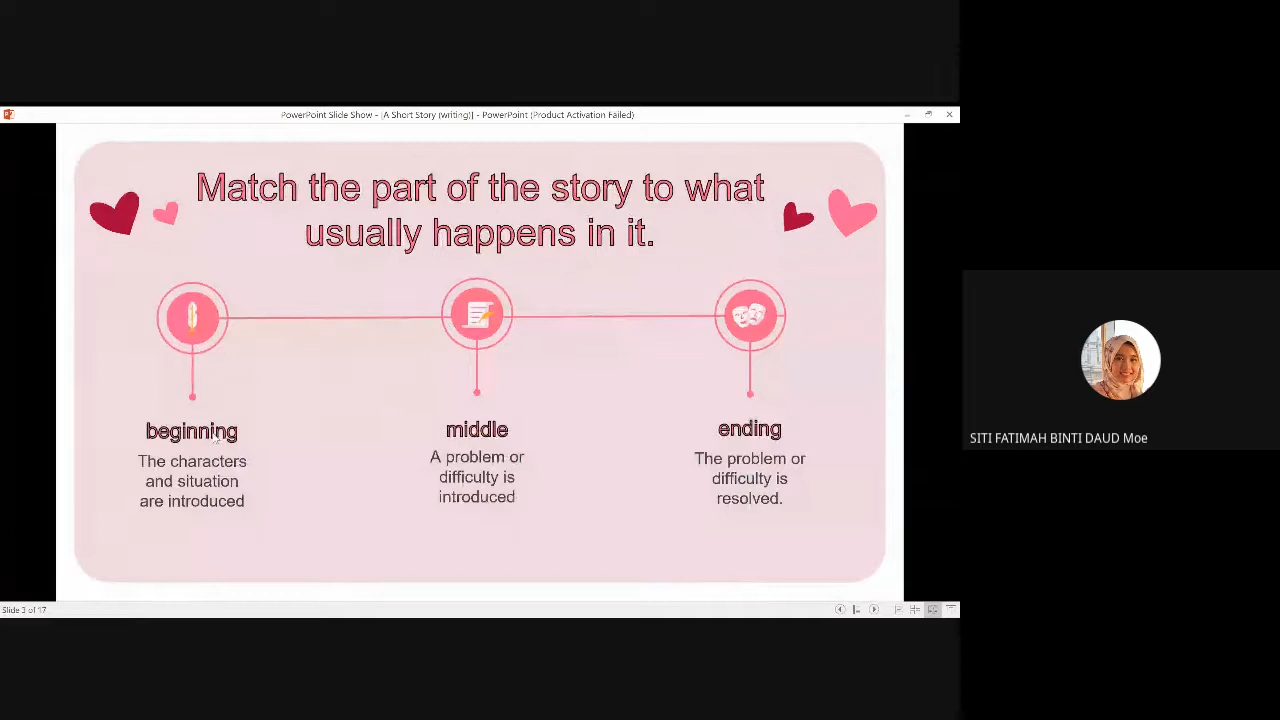 PowerPoint Slide Show - [A Short Story (writing)] - PowerPoint (Product Activation Failed)
Match the part of the story to what
usually happens in it.
beginning
The characters
and situation
are introduced
middle
A problem or
difficulty is
introduced
ending
The problem or
difficulty is
resolved.
SITI FATIMAH BINTI DAUD Moe
Slide 3 of 17